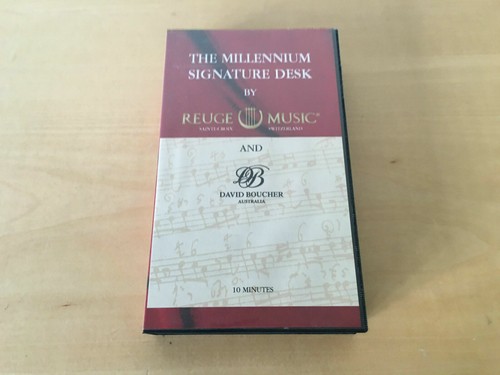 THE MILLENNIUM
SIGNATURE DESK
BY
REUGE MUSIC®
SAINTE-CROIX SWITZERLAND
AND
DB
DAVID BOUCHER
AUSTRALIA
10 MINUTES